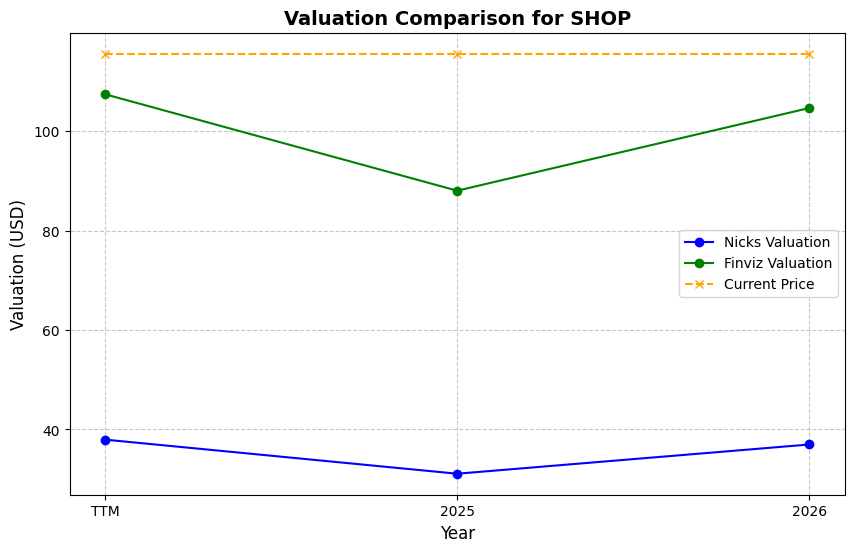 Valuation Comparison for SHOP
Valuation (USD)
100
80
60
40
Nicks Valuation
Finviz Valuation
Current Price
TTM
2025
2026
Year